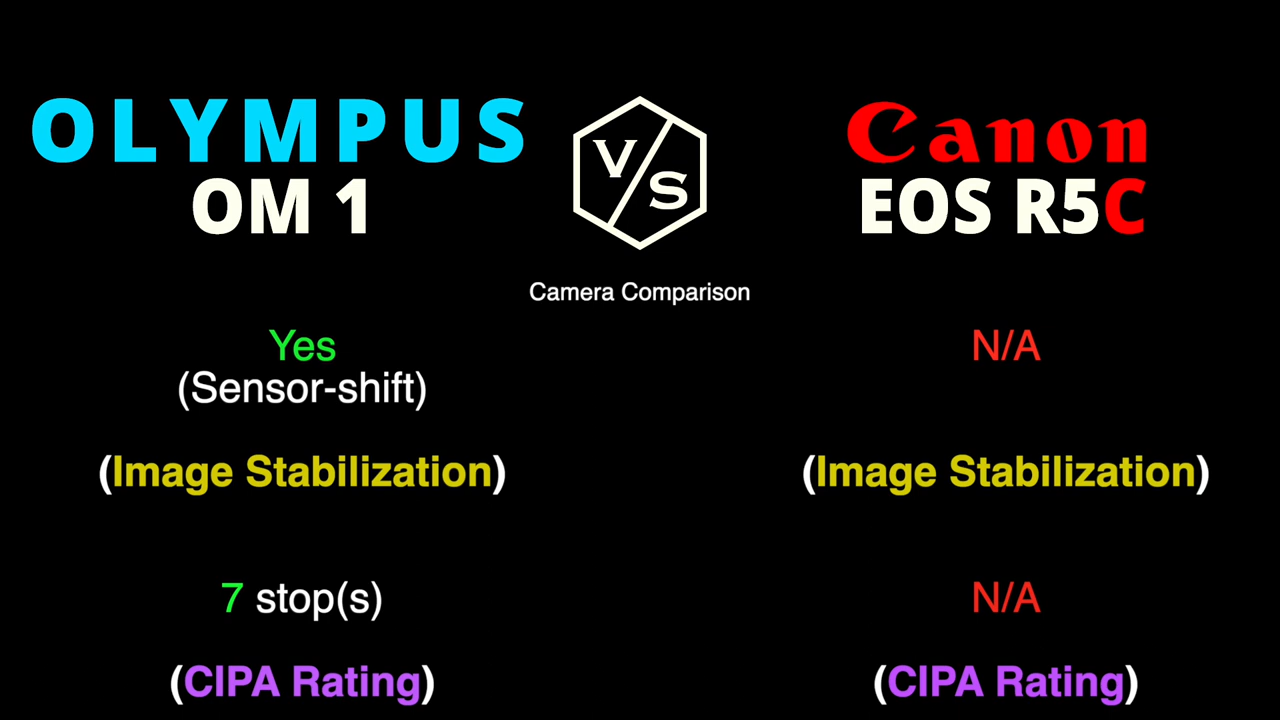 OLYMPUS
OM 1
VS
Canon
EOS R5C
Camera Comparison
Yes
(Sensor-shift)
(Image Stabilization)
N/A
(Image Stabilization)
7 stop(s)
(CIPA Rating)
N/A
(CIPA Rating)